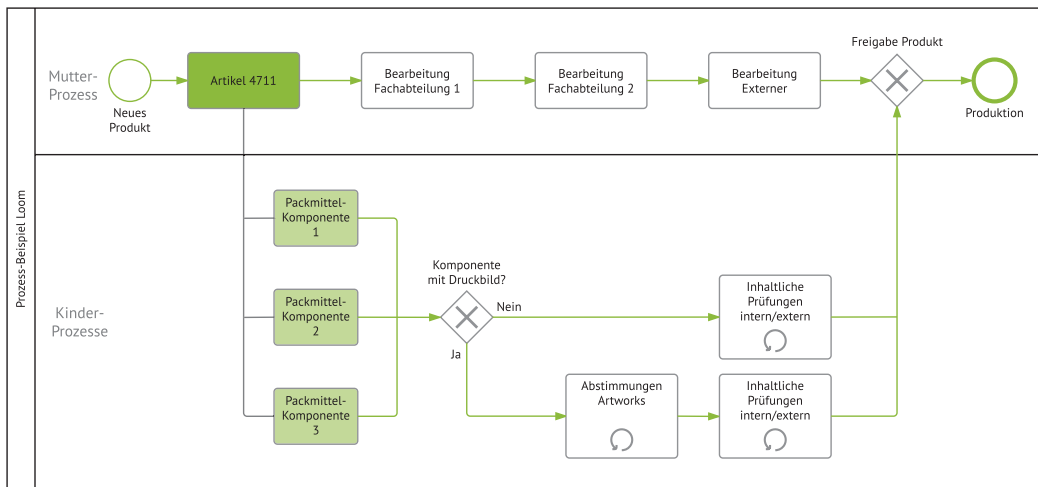 Prozess-Beispiel Loom
Mutter-
Prozess
Neues
Produkt
Artikel 4711
Bearbeitung
Fachabteilung 1
Bearbeitung
Fachabteilung 2
Bearbeitung
Externer
Freigabe Produkt
Produktion
Kinder-
Prozesse
Packmittel-
Komponente
1
Packmittel-
Komponente
2
Packmittel-
Komponente
3
Komponente
mit Druckbild?
Nein
Ja
Inhaltliche
Prüfungen
intern/extern
Abstimmungen
Artworks
Inhaltliche
Prüfungen
intern/extern